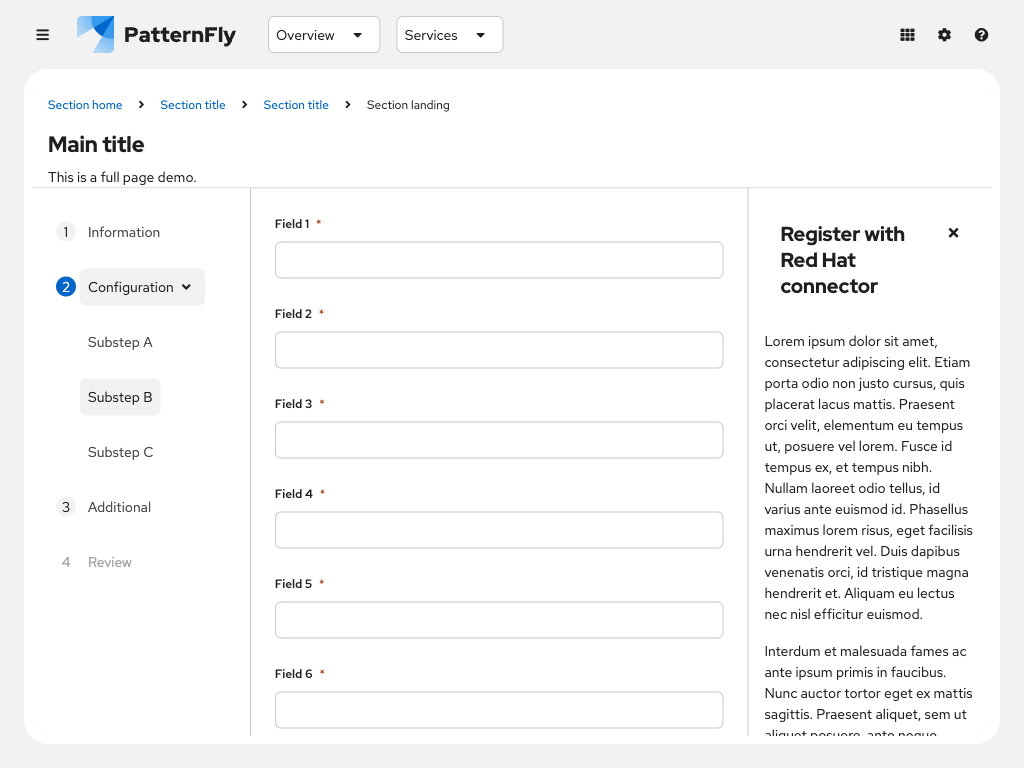 PatternFly
Overview
Services
Section home
Section title
Section title
Section landing
Main title
This is a full page demo.
1 Information
2 Configuration
Substep A
Substep B
Substep C
3 Additional
4 Review
Field 1 *
Field 2 *
Field 3 *
Field 4 *
Field 5 *
Field 6 *
Register with
Red Hat
connector
Lorem ipsum dolor sit amet,
consectetur adipiscing elit. Etiam
porta odio non justo cursus, quis
placerat lacus mattis. Praesent
orci velit, elementum eu tempus
ut, posuere vel lorem. Fusce id
tempus ex, et tempus nibh.
Nullam laoreet odio tellus, id
varius ante euismod id. Phasellus
maximus lorem risus, eget facilisis
urna hendrerit vel. Duis dapibus
venenatis orci, id tristique magna
hendrerit et. Aliquam eu lectus
nec nisl efficitur euismod.
Interdum et malesuada fames ac
ante ipsum primis in faucibus.
Nunc auctor tortor eget ex mattis
sagittis. Praesent aliquet, sem ut
aliquet posuere, ante neque